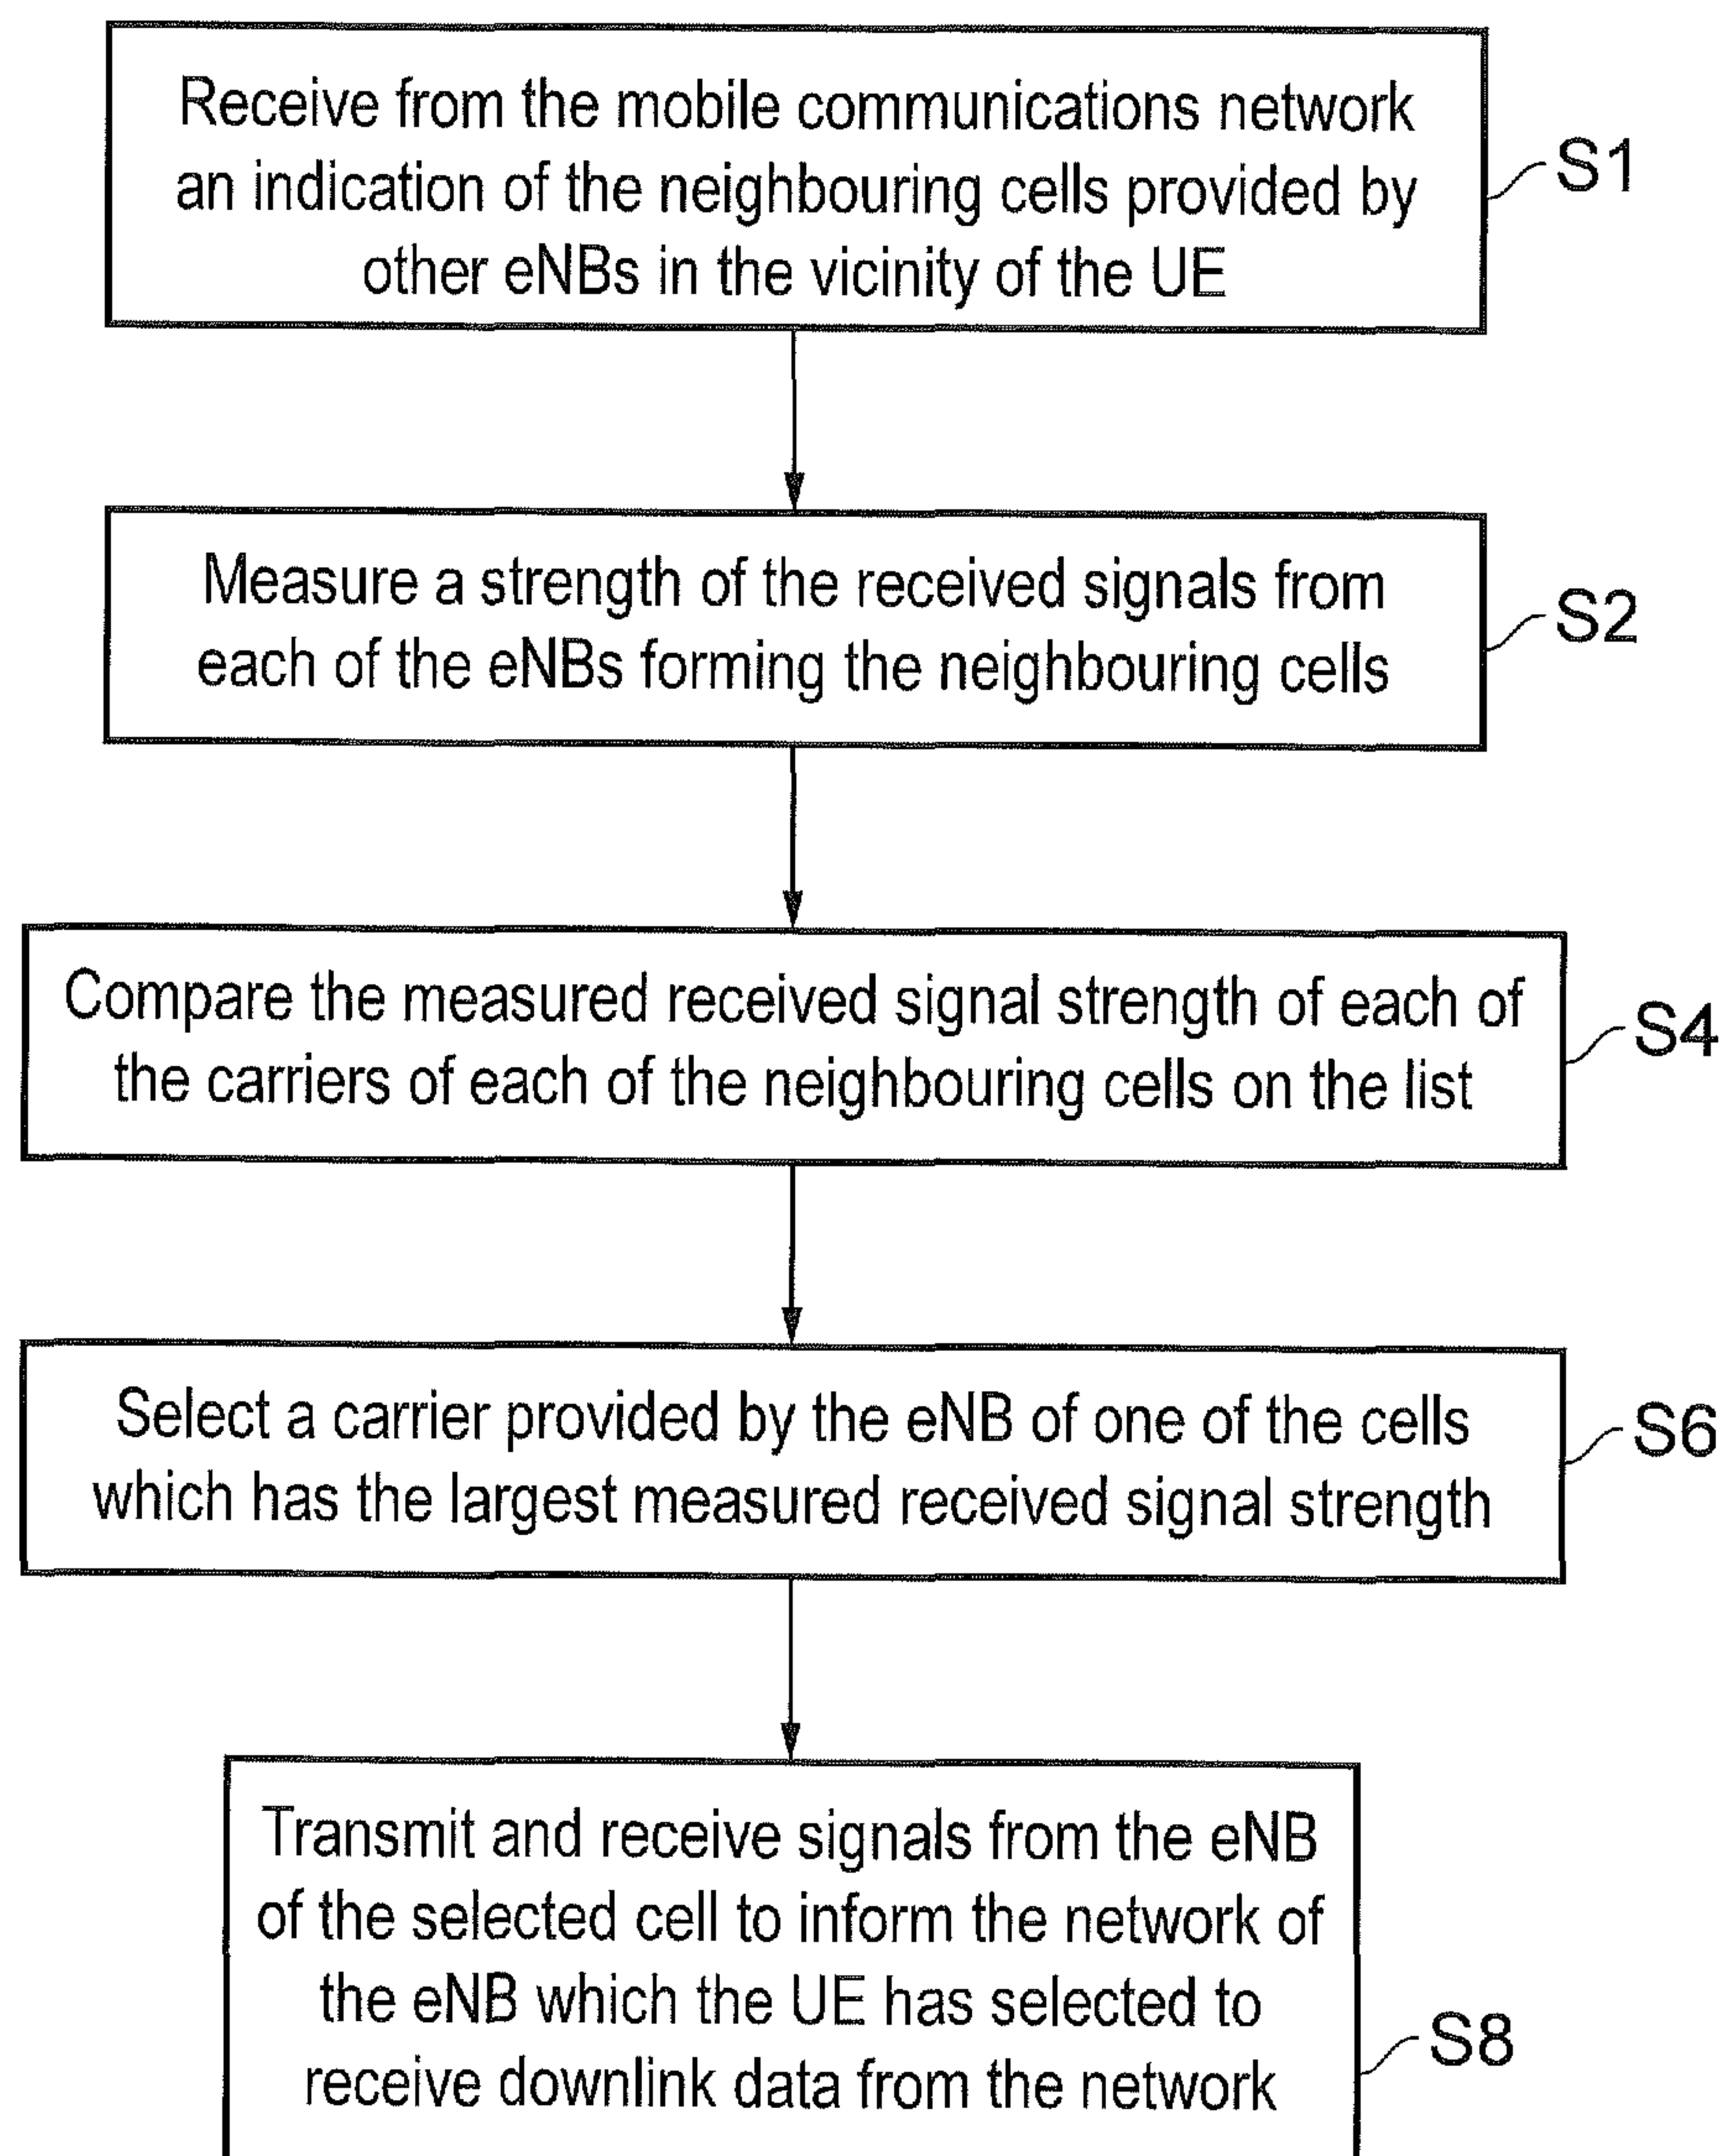 Receive from the mobile communications network
an indication of the neighbouring cells provided by
other eNBs in the vicinity of the UE
S1
Measure a strength of the received signals from
each of the eNBs forming the neighbouring cells
S2
Compare the measured received signal strength of each of
the carriers of each of the neighbouring cells on the list
S4
Select a carrier provided by the eNB of one of the cells
which has the largest measured received signal strength
S6
Transmit and receive signals from the eNB
of the selected cell to inform the network of
the eNB which the UE has selected to
receive downlink data from the network
S8